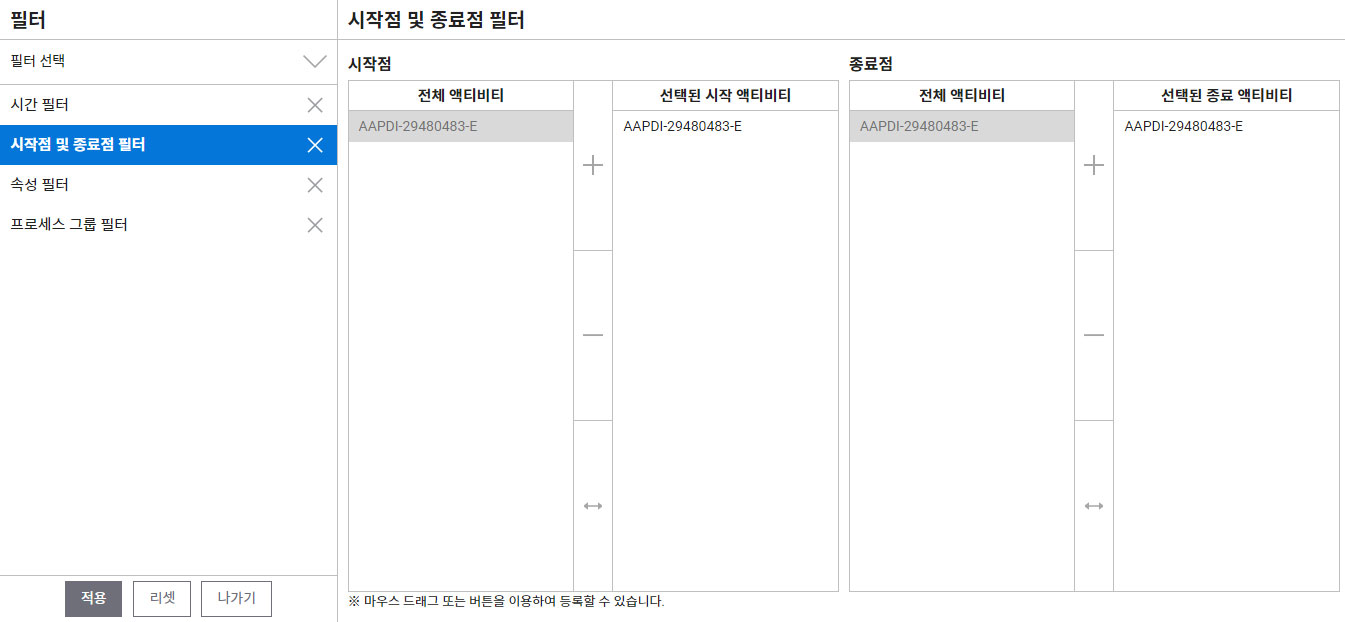 필터
필터 선택
시간 필터
시작점 및 종료점 필터
속성 필터
프로세스 그룹 필터
적용
리셋
나가기
시작점 및 종료점 필터
시작점
전체 액티비티
선택된 시작 액티비티
AAPDI-29480483-E
AAPDI-29480483-E
종료점
전체 액티비티
선택된 종료 액티비티
AAPDI-29480483-E
AAPDI-29480483-E
※ 마우스 드래그 또는 버튼을 이용하여 등록할 수 있습니다.